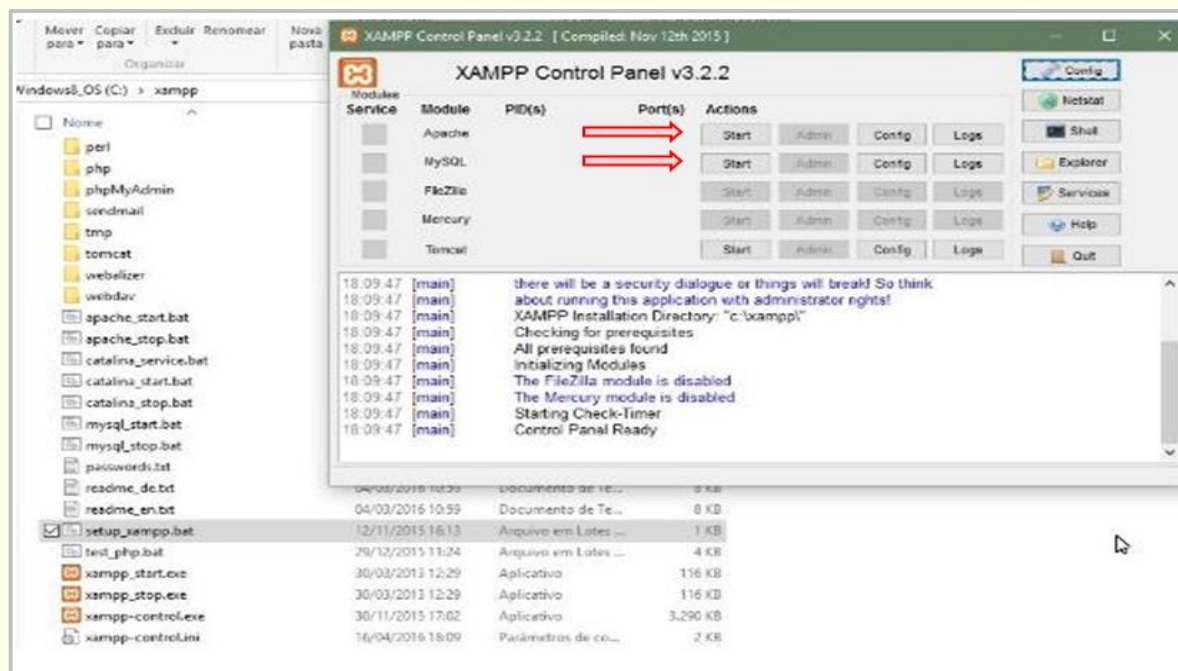 Mover para Copiar para Excluir Renomear Nova pasta
Organizar
Windows8_OS (C:) > xampp
Nome
perl
php
phpMyAdmin
sendmail
tmp
tomcat
webalizer
webdav
apache_start.bat
apache_stop.bat
catalina_service.bat
catalina_start.bat
catalina_stop.bat
mysql_start.bat
mysql_stop.bat
passwords.txt
readme_de.txt 04/03/2016 10:59 Documento de Te... 8 KB
readme_en.txt 04/03/2016 10:59 Documento de Te... 8 KB
setup_xampp.bat 12/11/2015 16:13 Arquivo em Lotes ... 1 KB
test_php.bat 29/12/2015 11:24 Arquivo em Lotes ... 4 KB
xampp_start.exe 30/03/2013 12:29 Aplicativo 116 KB
xampp_stop.exe 30/03/2013 12:29 Aplicativo 116 KB
xampp-control.exe 30/11/2015 17:02 Aplicativo 3.290 KB
xampp-control.ini 16/04/2016 18:09 Parâmetros de co... 2 KB
XAMPP Control Panel v3.2.2 [ Compiled: Nov 12th 2015 ]
XAMPP Control Panel v3.2.2
Modules
Service Module PID(s) Port(s) Actions
Apache Start Admin Config Logs
MySQL Start Admin Config Logs
FileZilla Start Admin Config Logs
Mercury Start Admin Config Logs
Tomcat Start Admin Config Logs
Config
Netstat
Shell
Explorer
Services
Help
Quit
18:09:47 [main] there will be a security dialogue or things will break! So think
18:09:47 [main] about running this application with administrator rights!
18:09:47 [main] XAMPP Installation Directory: "c:\xampp\"
18:09:47 [main] Checking for prerequisites
18:09:47 [main] All prerequisites found
18:09:47 [main] Initializing Modules
18:09:47 [main] The FileZilla module is disabled
18:09:47 [main] The Mercury module is disabled
18:09:47 [main] Starting Check-Timer
18:09:47 [main] Control Panel Ready